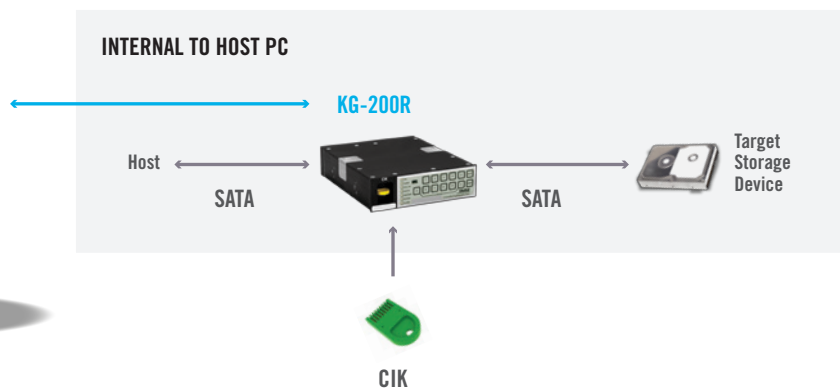 INTERNAL TO HOST PC
KG-200R
Host
SATA
SATA
Target
Storage
Device
CIK